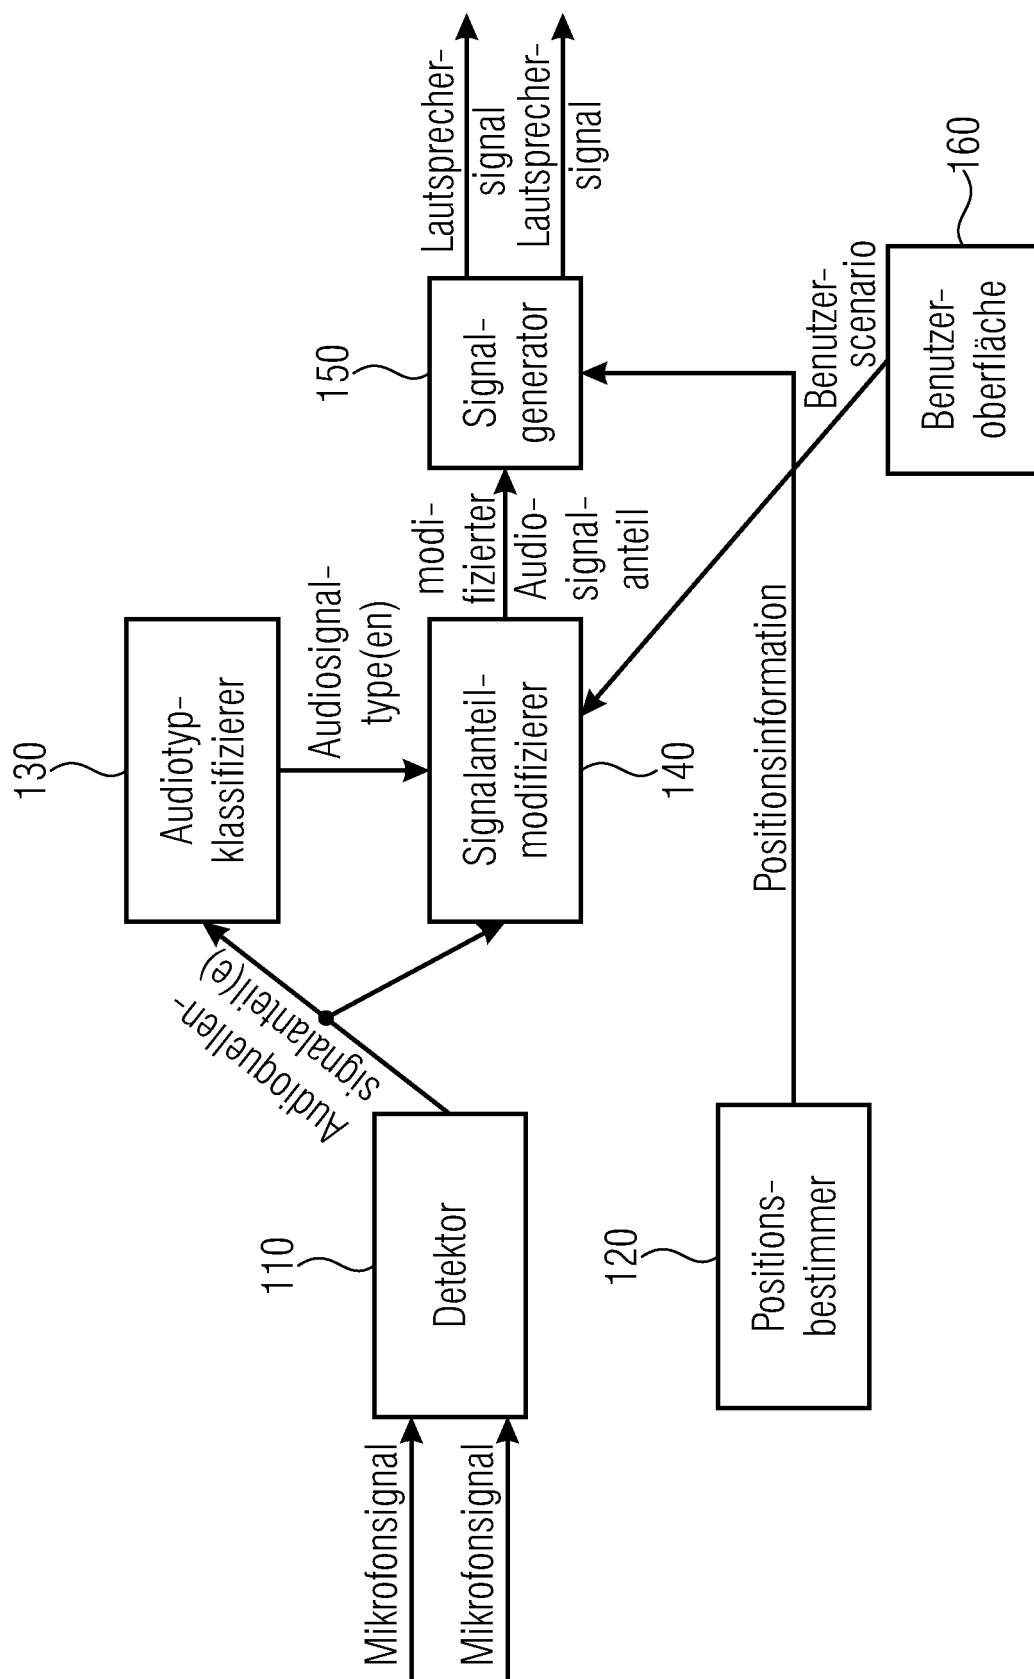 Mikrofonsignal
Mikrofonsignal
110
Detektor
Audioquellen-
signalanteil(e)
130
Audiotyp-
klassifizierer
Audiosignal-
type(en)
Signalanteil-
modifizierer
140
modi-
fizierter
Audio-
signal-
anteil
150
Signal-
generator
Lautsprecher-
signal
Lautsprecher-
signal
120
Positions-
bestimmer
Positionsinformation
Benutzer-
scenario
160
Benutzer-
oberfläche